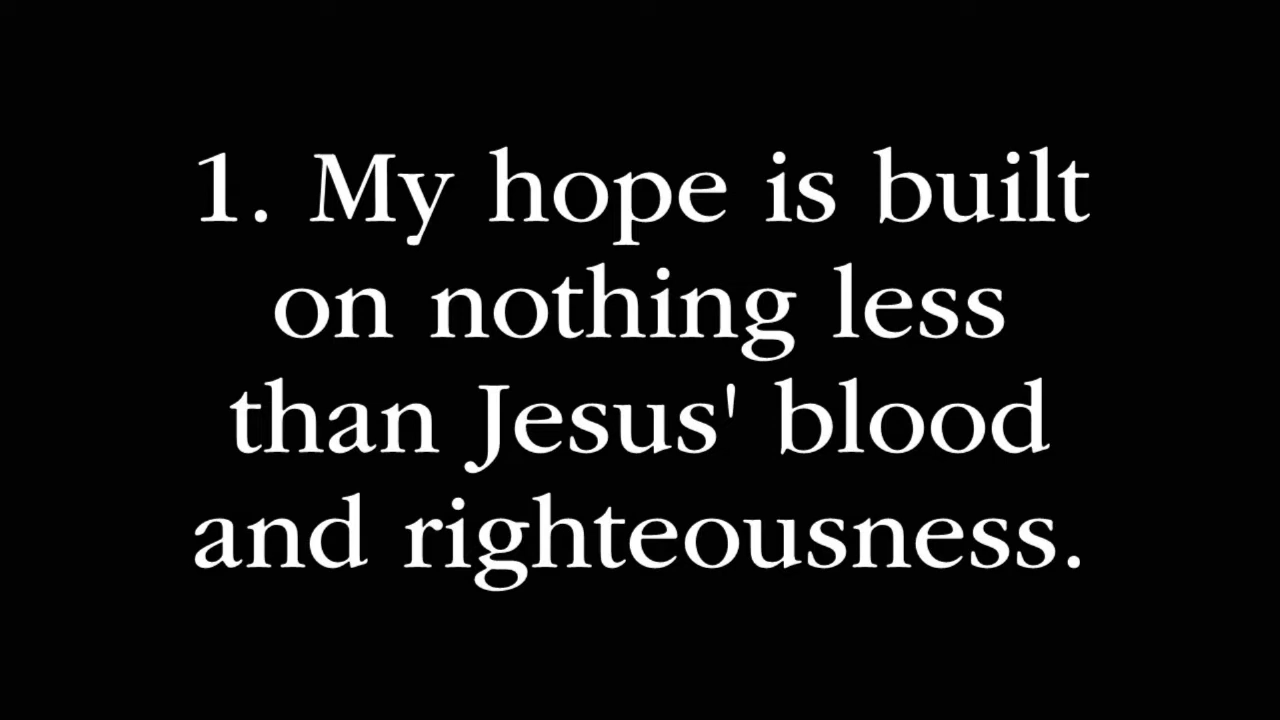 1. My hope is built
on nothing less
than Jesus' blood
and righteousness.